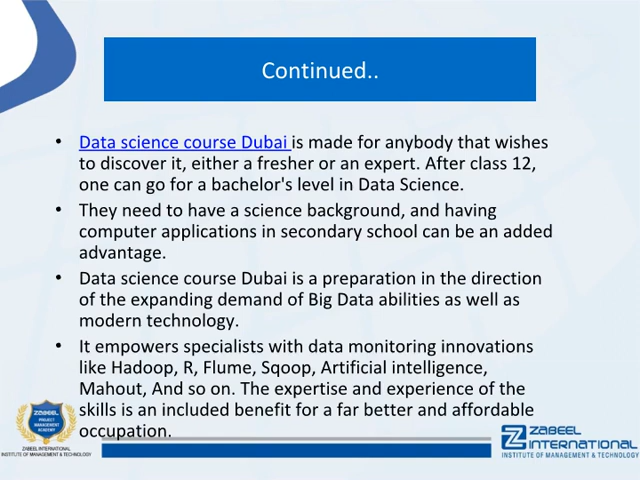 Continued..
• Data science course Dubai is made for anybody that wishes
to discover it, either a fresher or an expert. After class 12,
one can go for a bachelor's level in Data Science.
• They need to have a science background, and having
computer applications in secondary school can be an added
advantage.
• Data science course Dubai is a preparation in the direction
of the expanding demand of Big Data abilities as well as
modern technology.
• It empowers specialists with data monitoring innovations
like Hadoop, R, Flume, Sqoop, Artificial intelligence,
Mahout, And so on. The expertise and experience of the
skills is an included benefit for a far better and affordable
occupation.
ZABEEL
PROJECT
MANAGEMENT
ACADEMY
ZABEEL INTERNATIONAL
INSTITUTE OF MANAGEMENT & TECHNOLOGY
ZABEEL
INTERNATIONAL
INSTITUTE OF MANAGEMENT & TECHNOLOGY